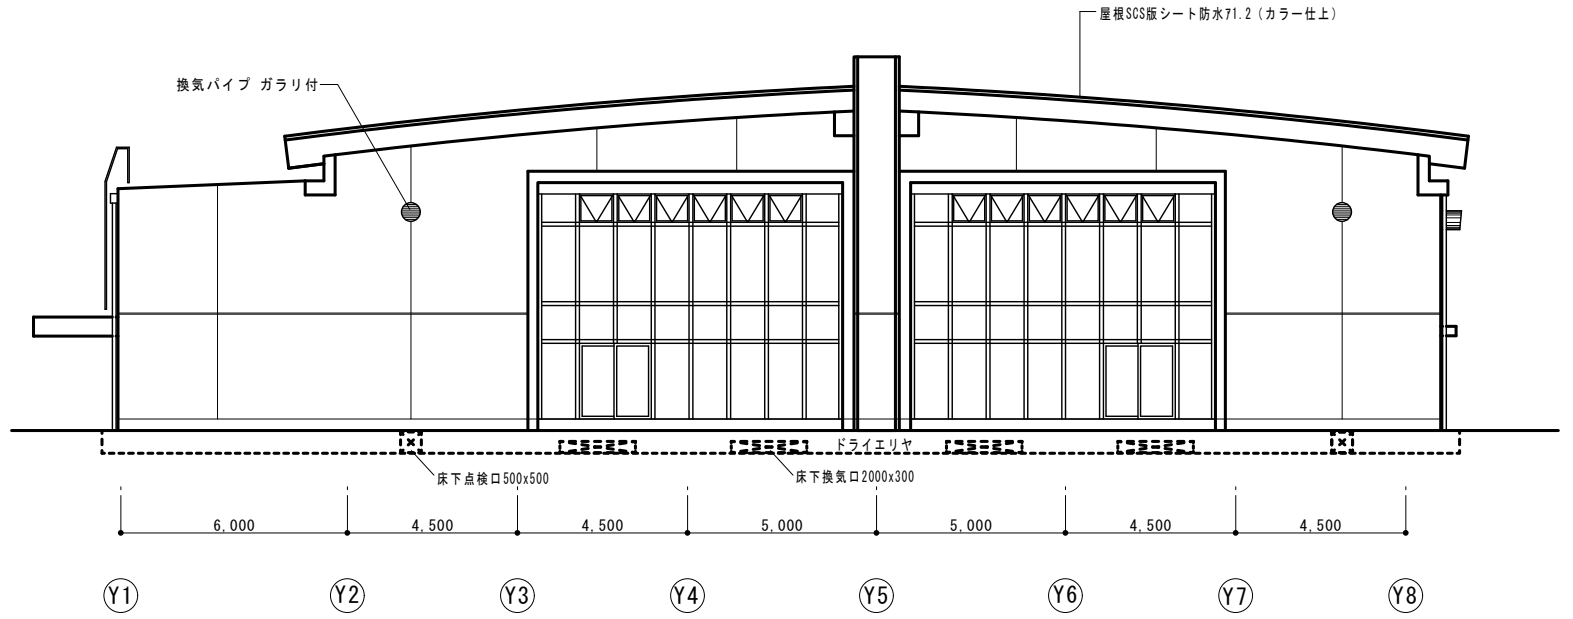 屋根SCS版シート防水71.2（カラー仕上）
換気パイプ ガラリ付
ドライエリヤ
床下点検口500x500
床下換気口2000x300
6,000 4,500 4,500 5,000 5,000 4,500 4,500
Y1 Y2 Y3 Y4 Y5 Y6 Y7 Y8